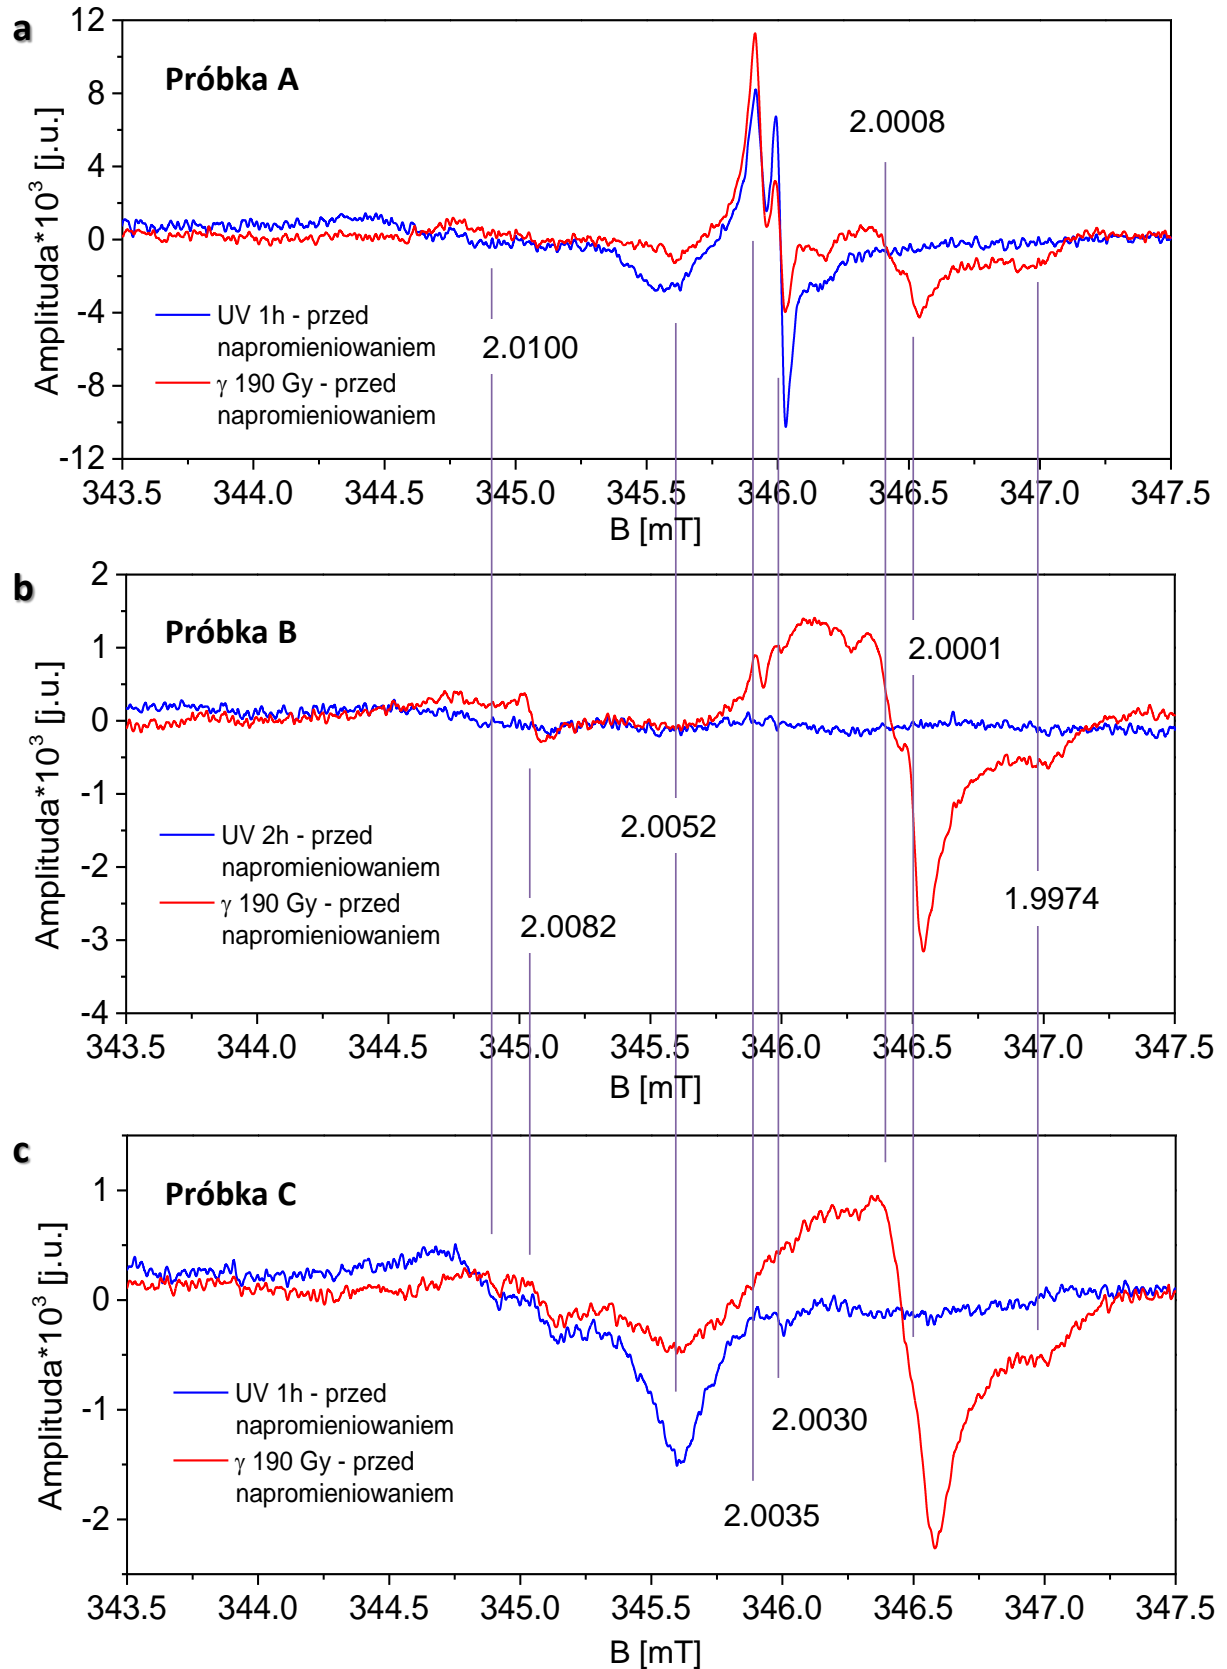 a
Próbka A
Amplituda*10³ [j.u.]
12
8
4
0
-4
-8
-12
2.0008
2.0100
UV 1h - przed
napromieniowaniem
γ 190 Gy - przed
napromieniowaniem
343.5 344.0 344.5 345.0 345.5 346.0 346.5 347.0 347.5
B [mT]
b
Próbka B
Amplituda*10³ [j.u.]
2
1
0
-1
-2
-3
-4
2.0001
2.0052
1.9974
2.0082
UV 2h - przed
napromieniowaniem
γ 190 Gy - przed
napromieniowaniem
343.5 344.0 344.5 345.0 345.5 346.0 346.5 347.0 347.5
B [mT]
c
Próbka C
Amplituda*10³ [j.u.]
1
0
-1
-2
UV 1h - przed
napromieniowaniem
γ 190 Gy - przed
napromieniowaniem
2.0030
2.0035
343.5 344.0 344.5 345.0 345.5 346.0 346.5 347.0 347.5
B [mT]